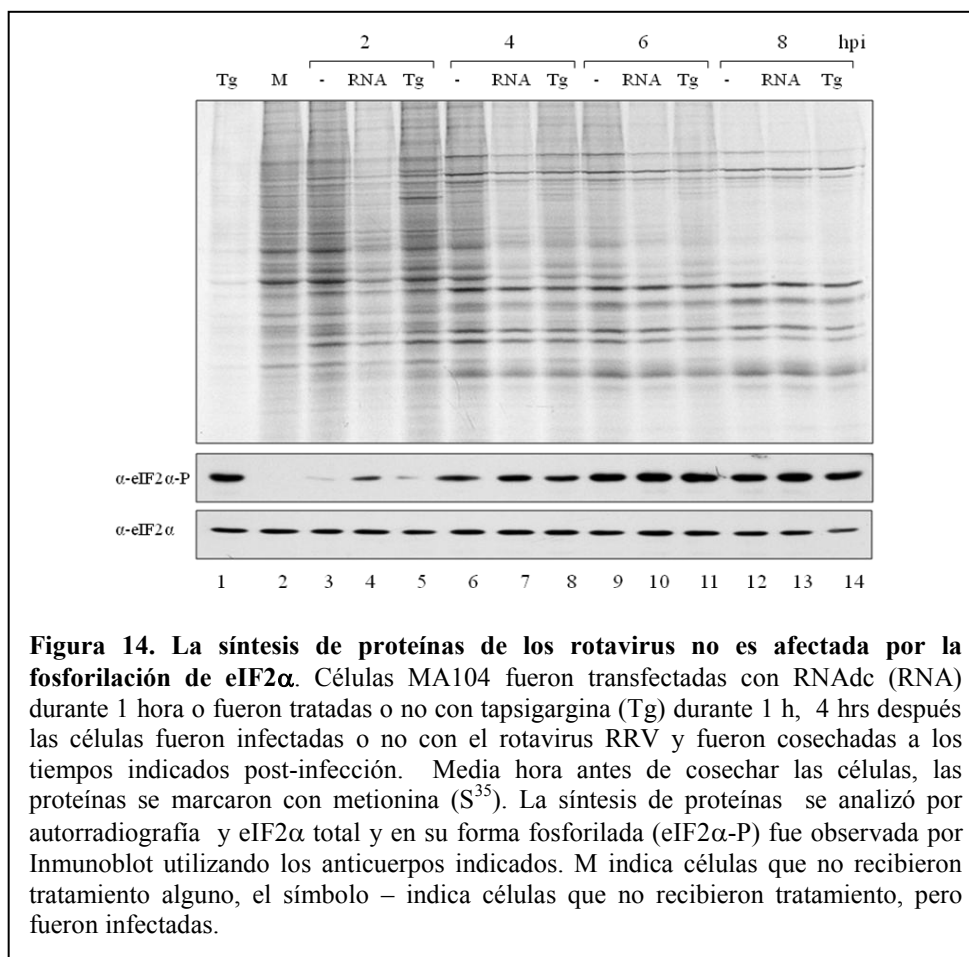 2 4 6 8 hpi
Tg M - RNA Tg - RNA Tg - RNA Tg - RNA Tg
α-eIF2α-P
α-eIF2α
1 2 3 4 5 6 7 8 9 10 11 12 13 14
Figura 14. La síntesis de proteínas de los rotavirus no es afectada por la
fosforilación de eIF2α. Células MA104 fueron transfectadas con RNAdc (RNA)
durante 1 hora o fueron tratadas o no con tapsigargina (Tg) durante 1 h, 4 hrs después
las células fueron infectadas o no con el rotavirus RRV y fueron cosechadas a los
tiempos indicados post-infección. Media hora antes de cosechar las células, las
proteínas se marcaron con metionina (S³⁵). La síntesis de proteínas se analizó por
autorradiografía y eIF2α total y en su forma fosforilada (eIF2α-P) fue observada por
Inmunoblot utilizando los anticuerpos indicados. M indica células que no recibieron
tratamiento alguno, el símbolo – indica células que no recibieron tratamiento, pero
fueron infectadas.